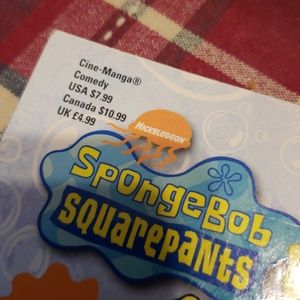 Cine-Manga®
Comedy
USA $7.99
Canada $10.99
UK £4.99
NICKELODEON
SPONGEBOB
SQUAREPANTS